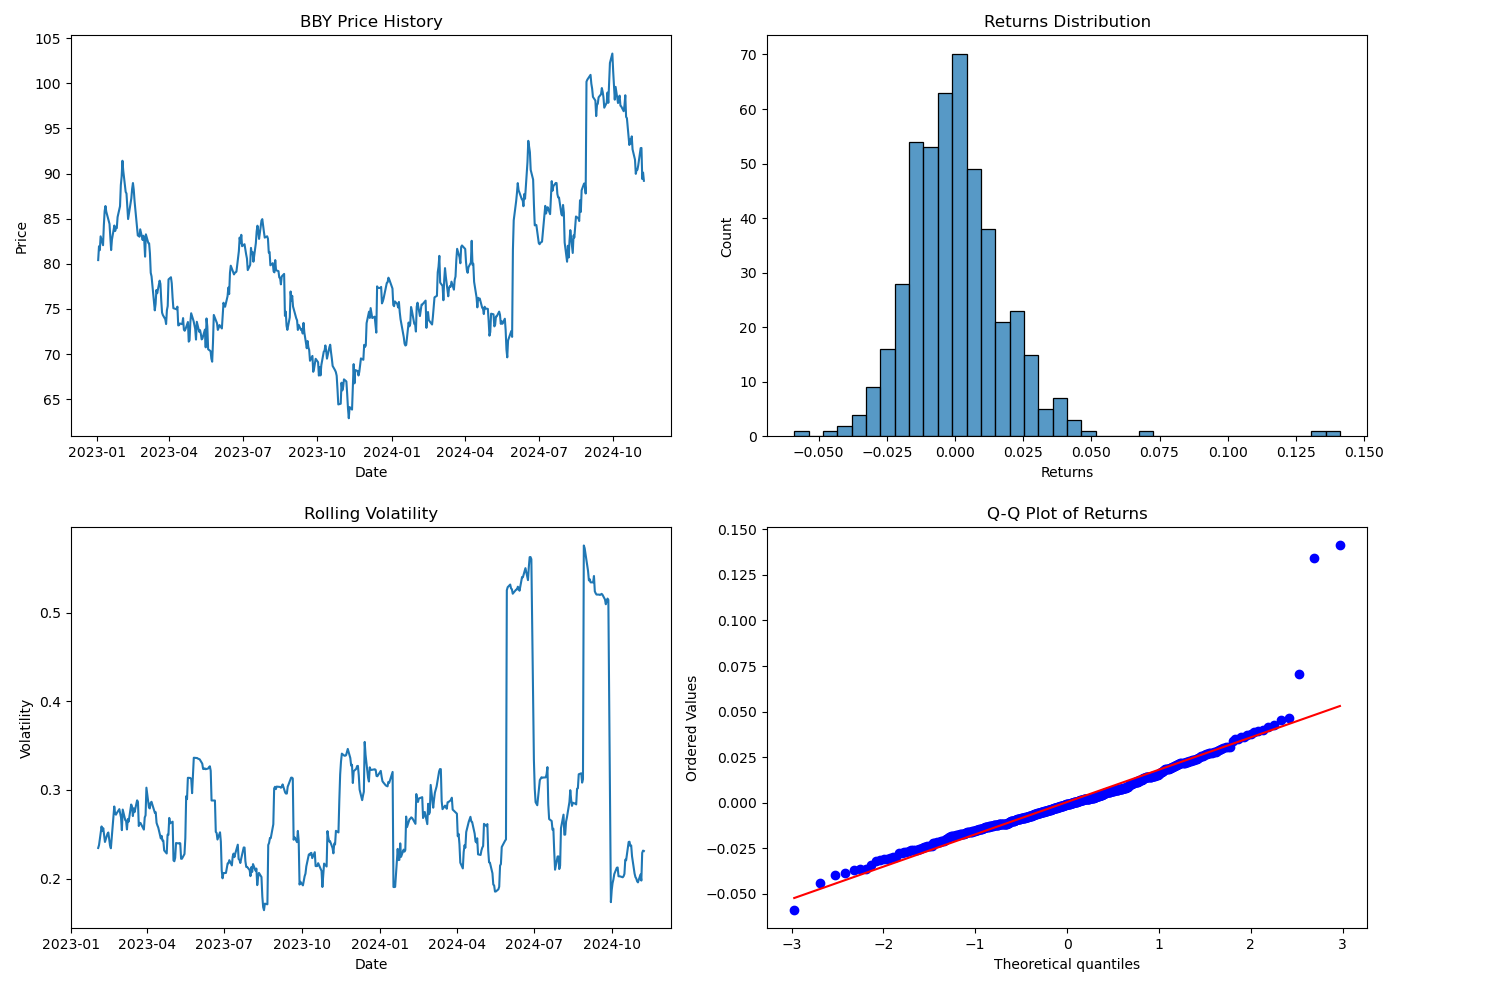 BBY Price History
105
100
95
90
85
80
75
70
65
Price
2023-01 2023-04 2023-07 2023-10 2024-01 2024-04 2024-07 2024-10
Date
Returns Distribution
70
60
50
40
30
20
10
0
Count
−0.050 −0.025 0.000 0.025 0.050 0.075 0.100 0.125 0.150
Returns
Rolling Volatility
0.5
0.4
0.3
0.2
Volatility
2023-01 2023-04 2023-07 2023-10 2024-01 2024-04 2024-07 2024-10
Date
Q-Q Plot of Returns
0.150
0.125
0.100
0.075
0.050
0.025
0.000
−0.025
−0.050
Ordered Values
−3 −2 −1 0 1 2 3
Theoretical quantiles